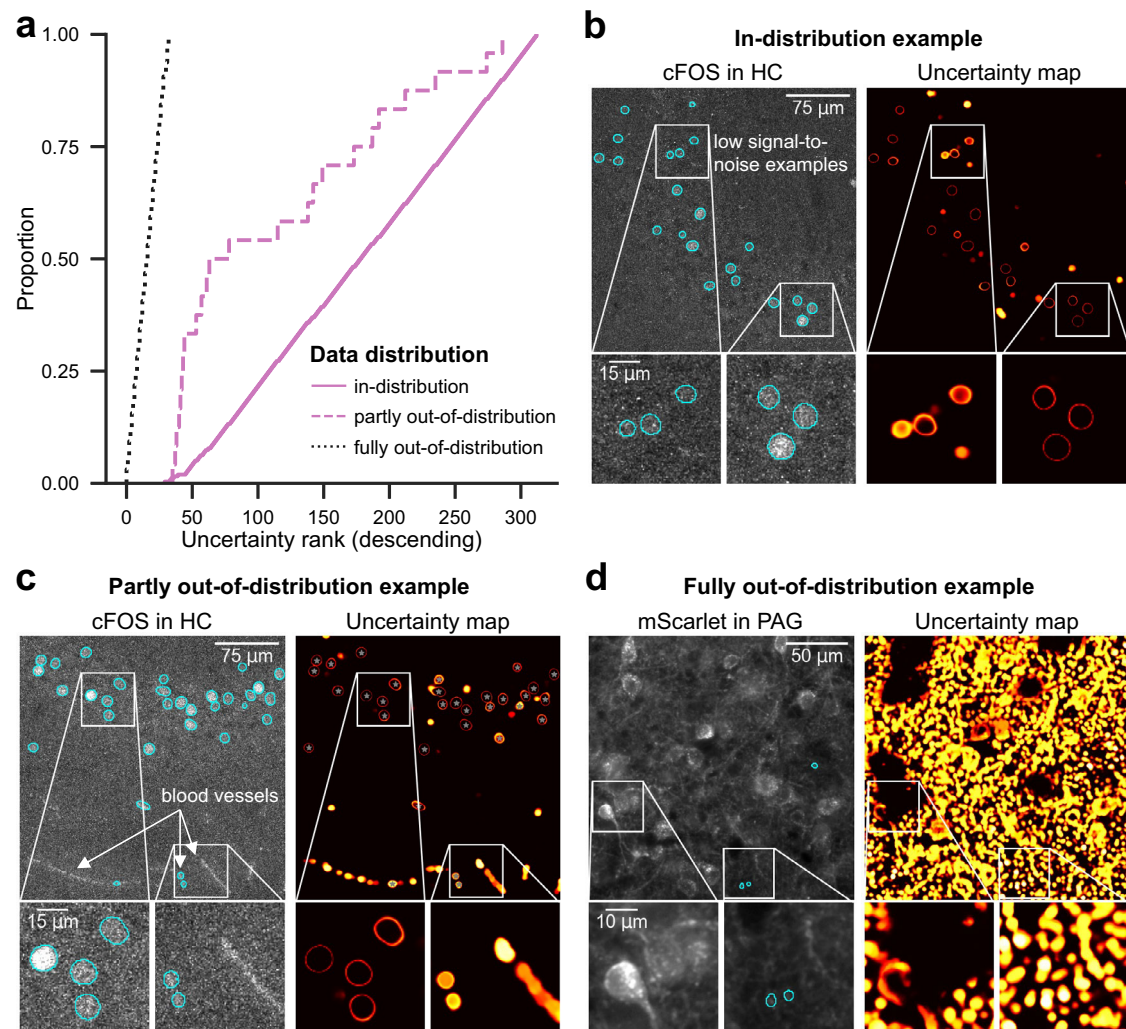 a
1.00
0.75
0.50
0.25
0.00
Proportion
0 50 100 150 200 250 300
Uncertainty rank (descending)
Data distribution
in-distribution
partly out-of-distribution
fully out-of-distribution
b
In-distribution example
cFOS in HC
Uncertainty map
75 µm
low signal-to-
noise examples
15 µm
c
Partly out-of-distribution example
cFOS in HC
Uncertainty map
75 µm
blood vessels
15 µm
d
Fully out-of-distribution example
mScarlet in PAG
Uncertainty map
50 µm
10 µm